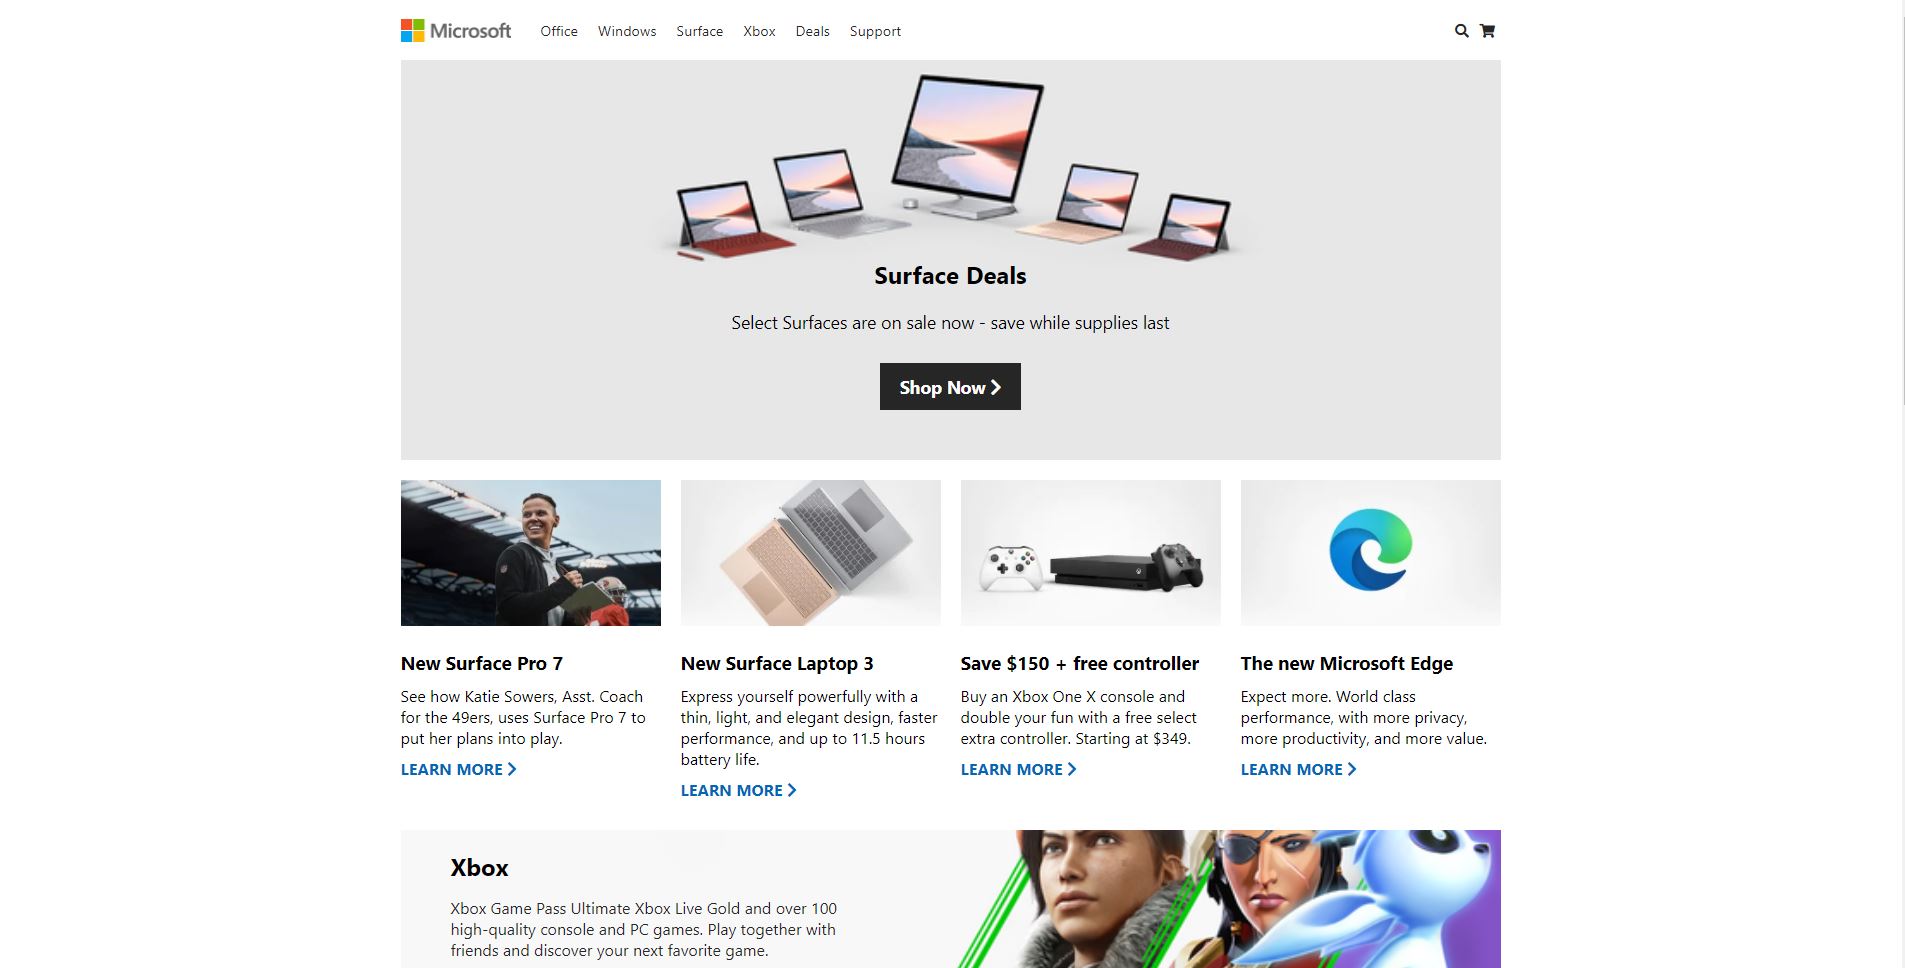 Microsoft
Office Windows Surface Xbox Deals Support
Surface Deals
Select Surfaces are on sale now - save while supplies last
Shop Now
New Surface Pro 7
See how Katie Sowers, Asst. Coach
for the 49ers, uses Surface Pro 7 to
put her plans into play.
LEARN MORE
New Surface Laptop 3
Express yourself powerfully with a
thin, light, and elegant design, faster
performance, and up to 11.5 hours
battery life.
LEARN MORE
Save $150 + free controller
Buy an Xbox One X console and
double your fun with a free select
extra controller. Starting at $349.
LEARN MORE
The new Microsoft Edge
Expect more. World class
performance, with more privacy,
more productivity, and more value.
LEARN MORE
Xbox
Xbox Game Pass Ultimate Xbox Live Gold and over 100
high-quality console and PC games. Play together with
friends and discover your next favorite game.